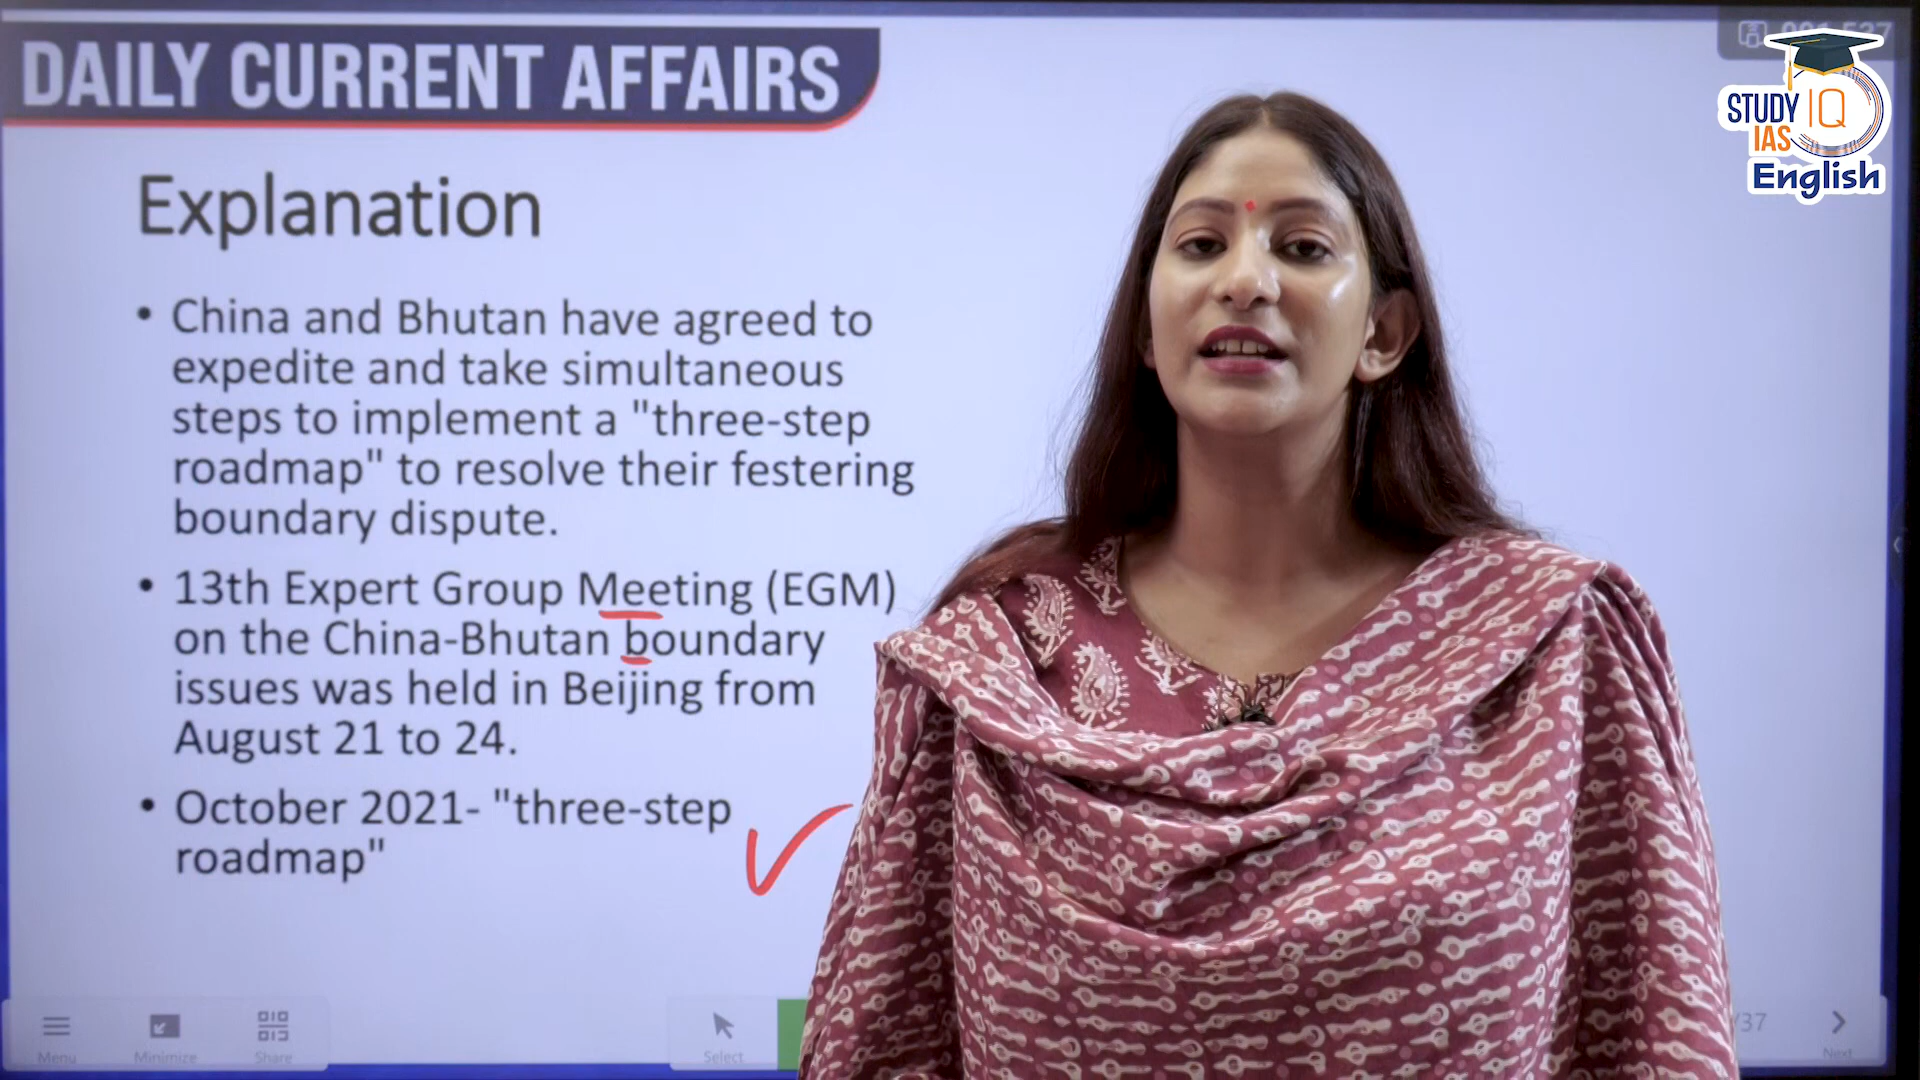 DAILY CURRENT AFFAIRS
STUDY IQ
IAS
English
Explanation
• China and Bhutan have agreed to
expedite and take simultaneous
steps to implement a "three-step
roadmap" to resolve their festering
boundary dispute.
• 13th Expert Group Meeting (EGM)
on the China-Bhutan boundary
issues was held in Beijing from
August 21 to 24.
• October 2021- "three-step
roadmap"
Menu
Minimize
Share
Select
/37
Next